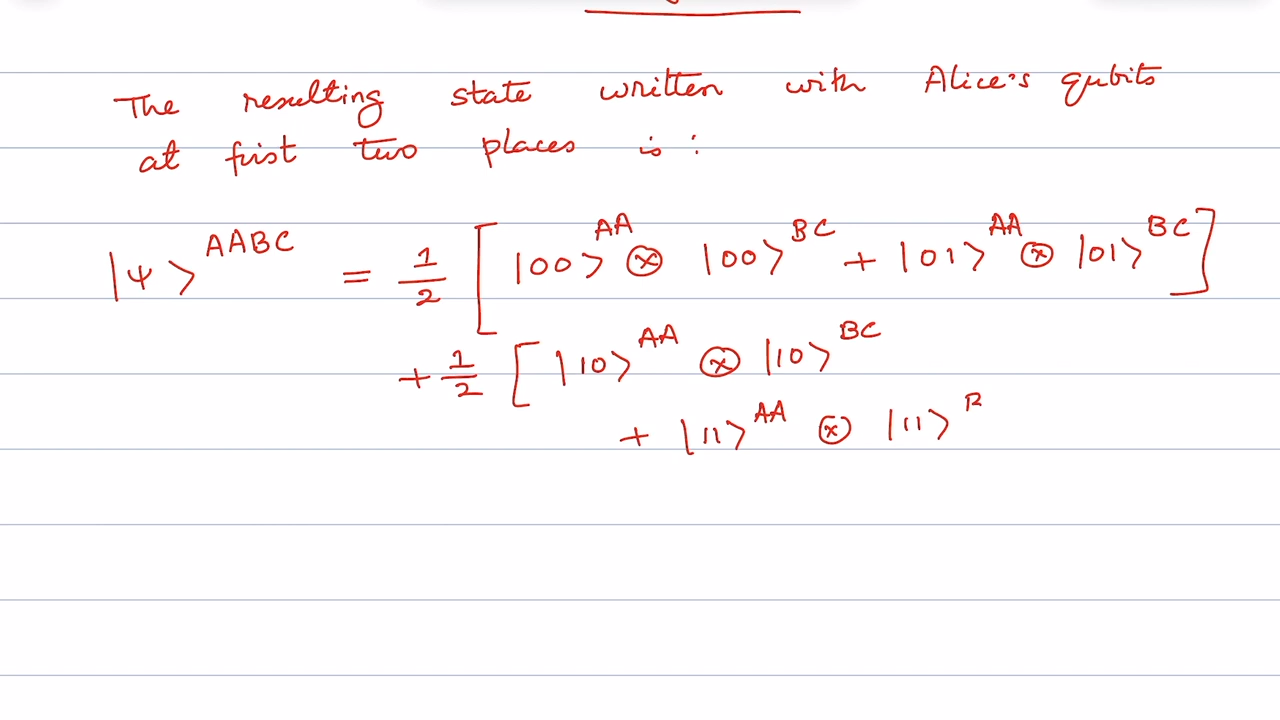 The resulting state written with Alice's qubits
at first two places is :
|ψ⟩^AABC = 1/2 [ |00⟩^AA ⊗ |00⟩^BC + |01⟩^AA ⊗ |01⟩^BC ]
+ 1/2 [ |10⟩^AA ⊗ |10⟩^BC
+ |11⟩^AA ⊗ |11⟩